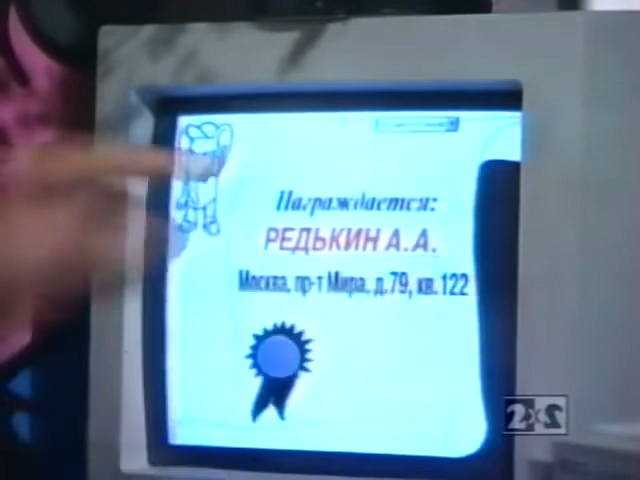 Награждается:
РЕДЬКИН А.А.
Москва, пр-т Мира, д.79, кв.122
2x2